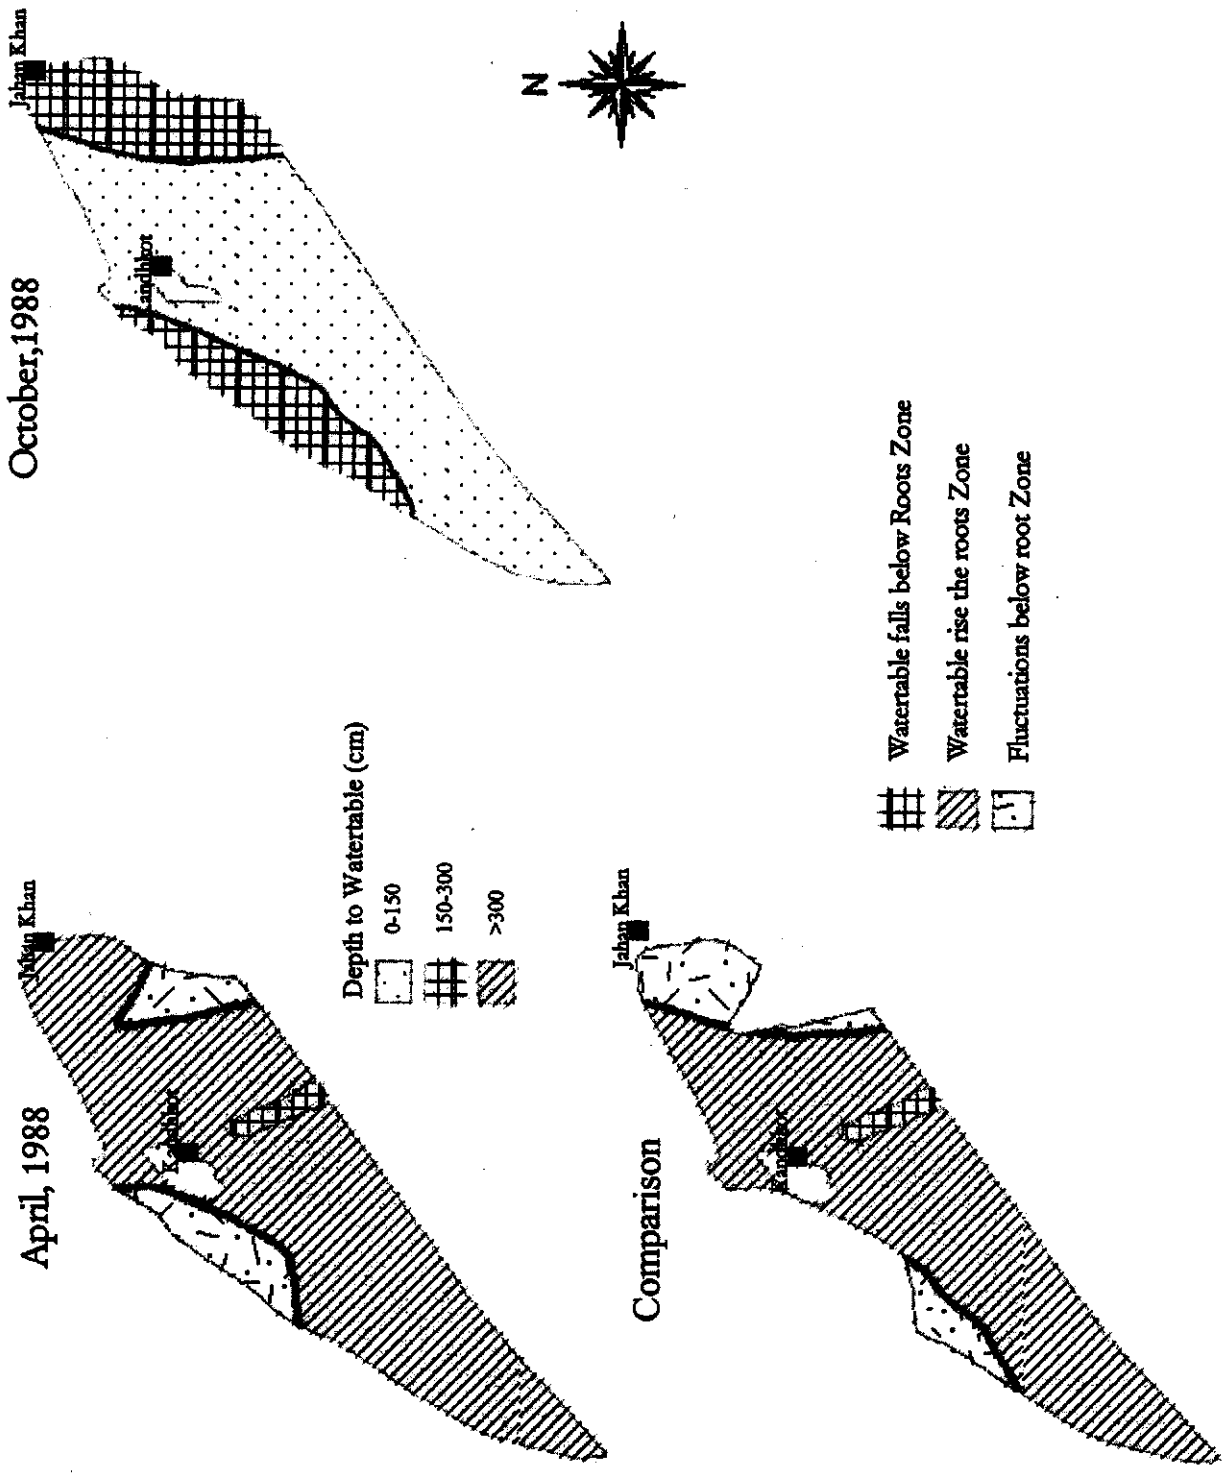 April, 1988
Jahan Khan
Kandhkot
October,1988
Jahan Khan
Kandhkot
N
Depth to Watertable (cm)
0-150
150-300
>300
Comparison
Jahan Khan
Kandhkot
Watertable falls below Roots Zone
Watertable rise the roots Zone
Fluctuations below root Zone